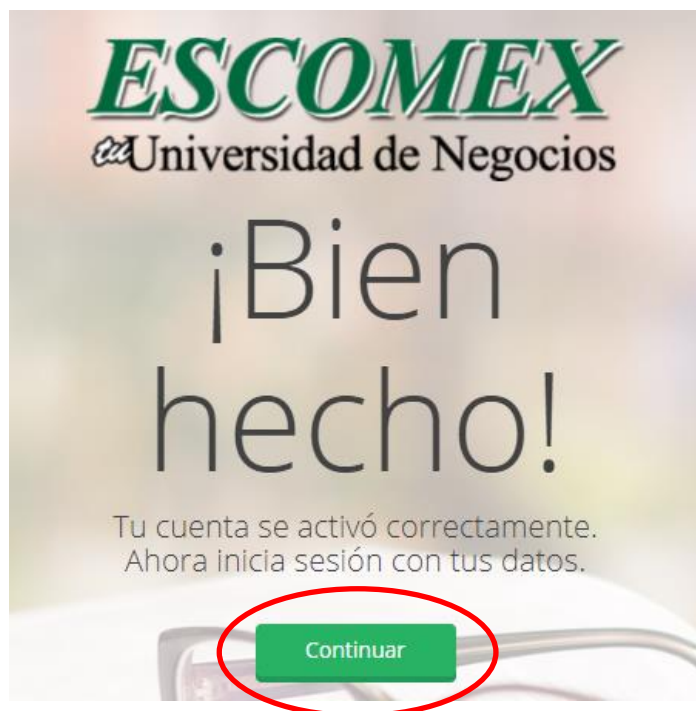 ESCOMEX
tu Universidad de Negocios
¡Bien
hecho!
Tu cuenta se activó correctamente.
Ahora inicia sesión con tus datos.
Continuar